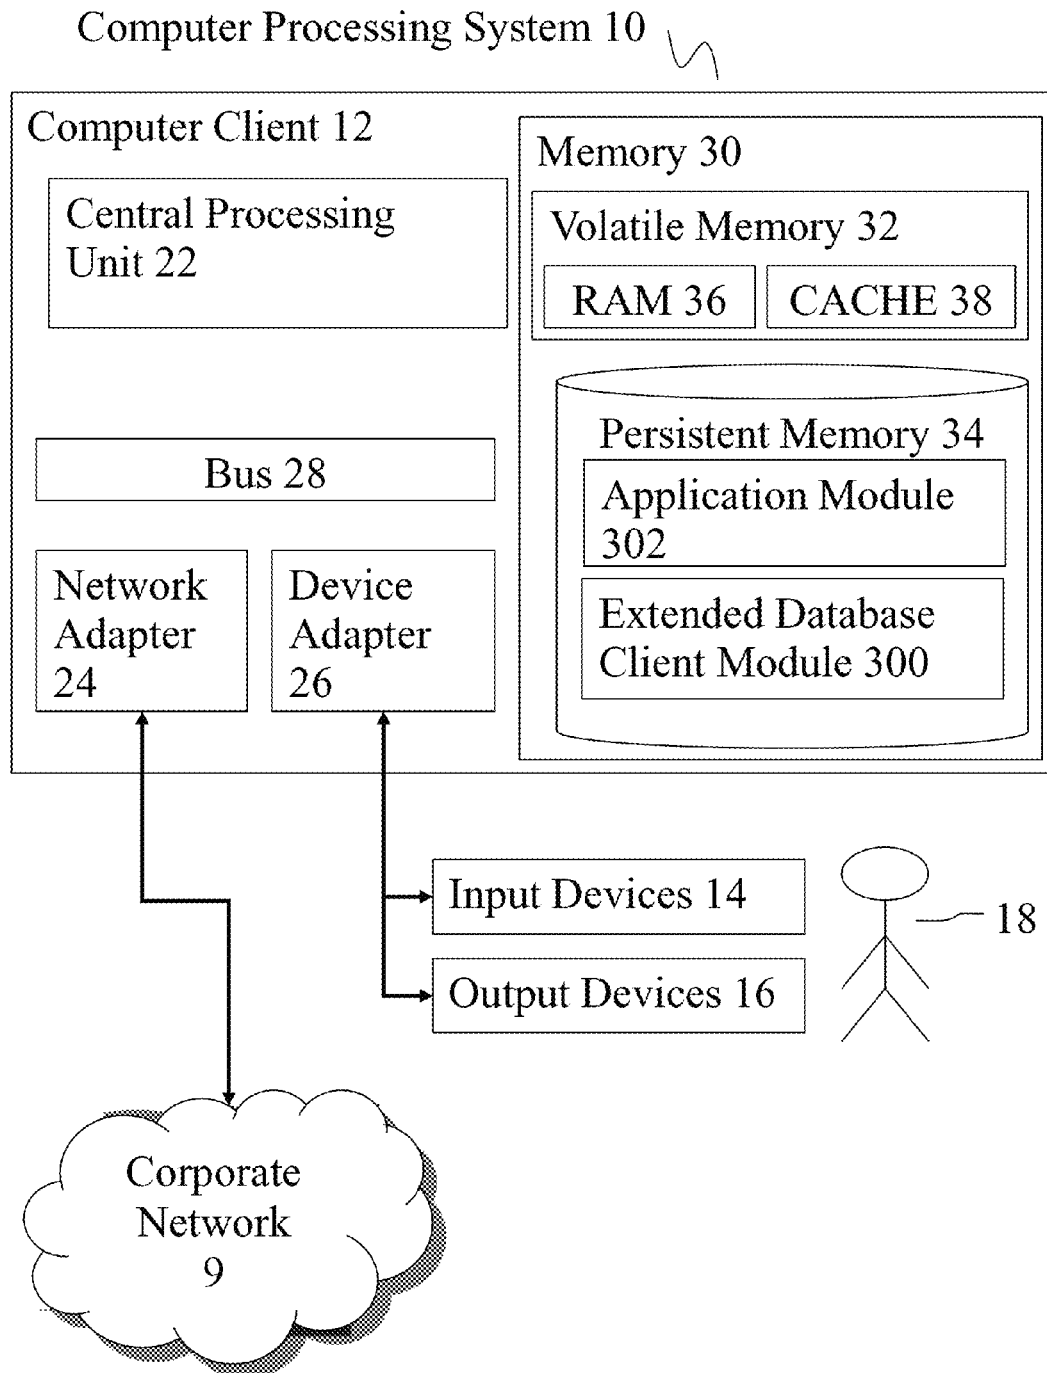 Computer Processing System 10
Computer Client 12
Central Processing
Unit 22
Bus 28
Network
Adapter
24
Device
Adapter
26
Memory 30
Volatile Memory 32
RAM 36
CACHE 38
Persistent Memory 34
Application Module
302
Extended Database
Client Module 300
Input Devices 14
Output Devices 16
18
Corporate
Network
9